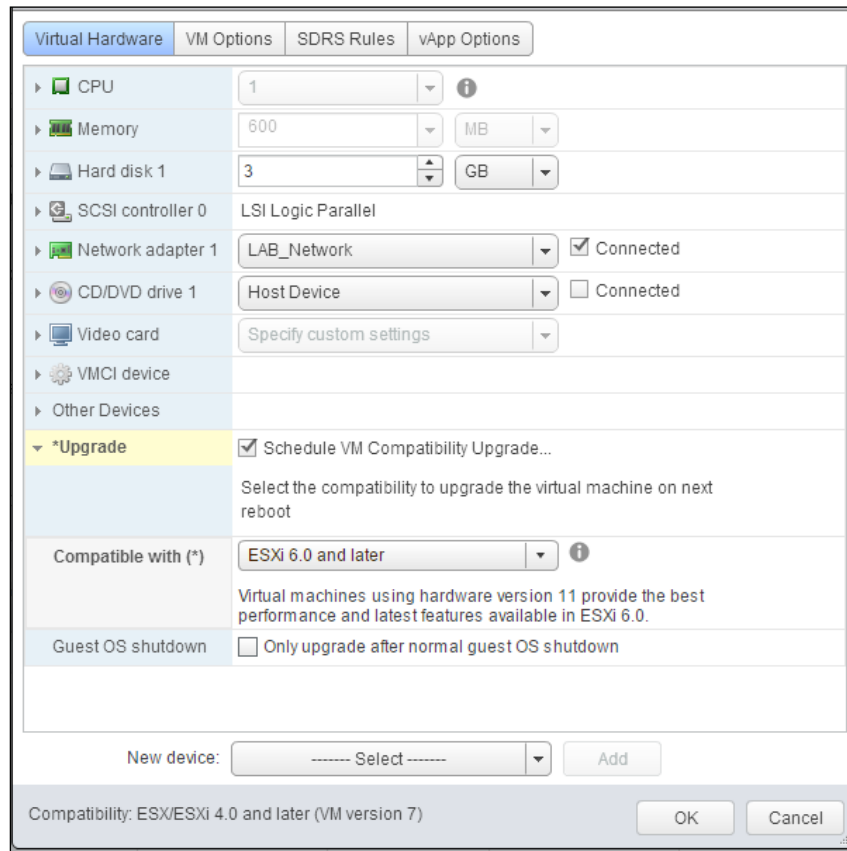 Virtual Hardware VM Options SDRS Rules vApp Options
CPU 1
Memory 600 MB
Hard disk 1 3 GB
SCSI controller 0 LSI Logic Parallel
Network adapter 1 LAB_Network Connected
CD/DVD drive 1 Host Device Connected
Video card Specify custom settings
VMCI device
Other Devices
*Upgrade Schedule VM Compatibility Upgrade...
Select the compatibility to upgrade the virtual machine on next
reboot
Compatible with (*) ESXi 6.0 and later
Virtual machines using hardware version 11 provide the best
performance and latest features available in ESXi 6.0.
Guest OS shutdown Only upgrade after normal guest OS shutdown
New device: ------- Select ------- Add
Compatibility: ESX/ESXi 4.0 and later (VM version 7) OK Cancel